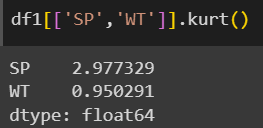 df1[['SP','WT']].kurt()
SP    2.977329
WT    0.950291
dtype: float64